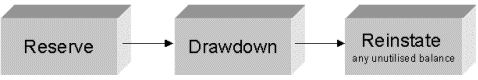 Reserve
Drawdown
Reinstate
any unutilised balance